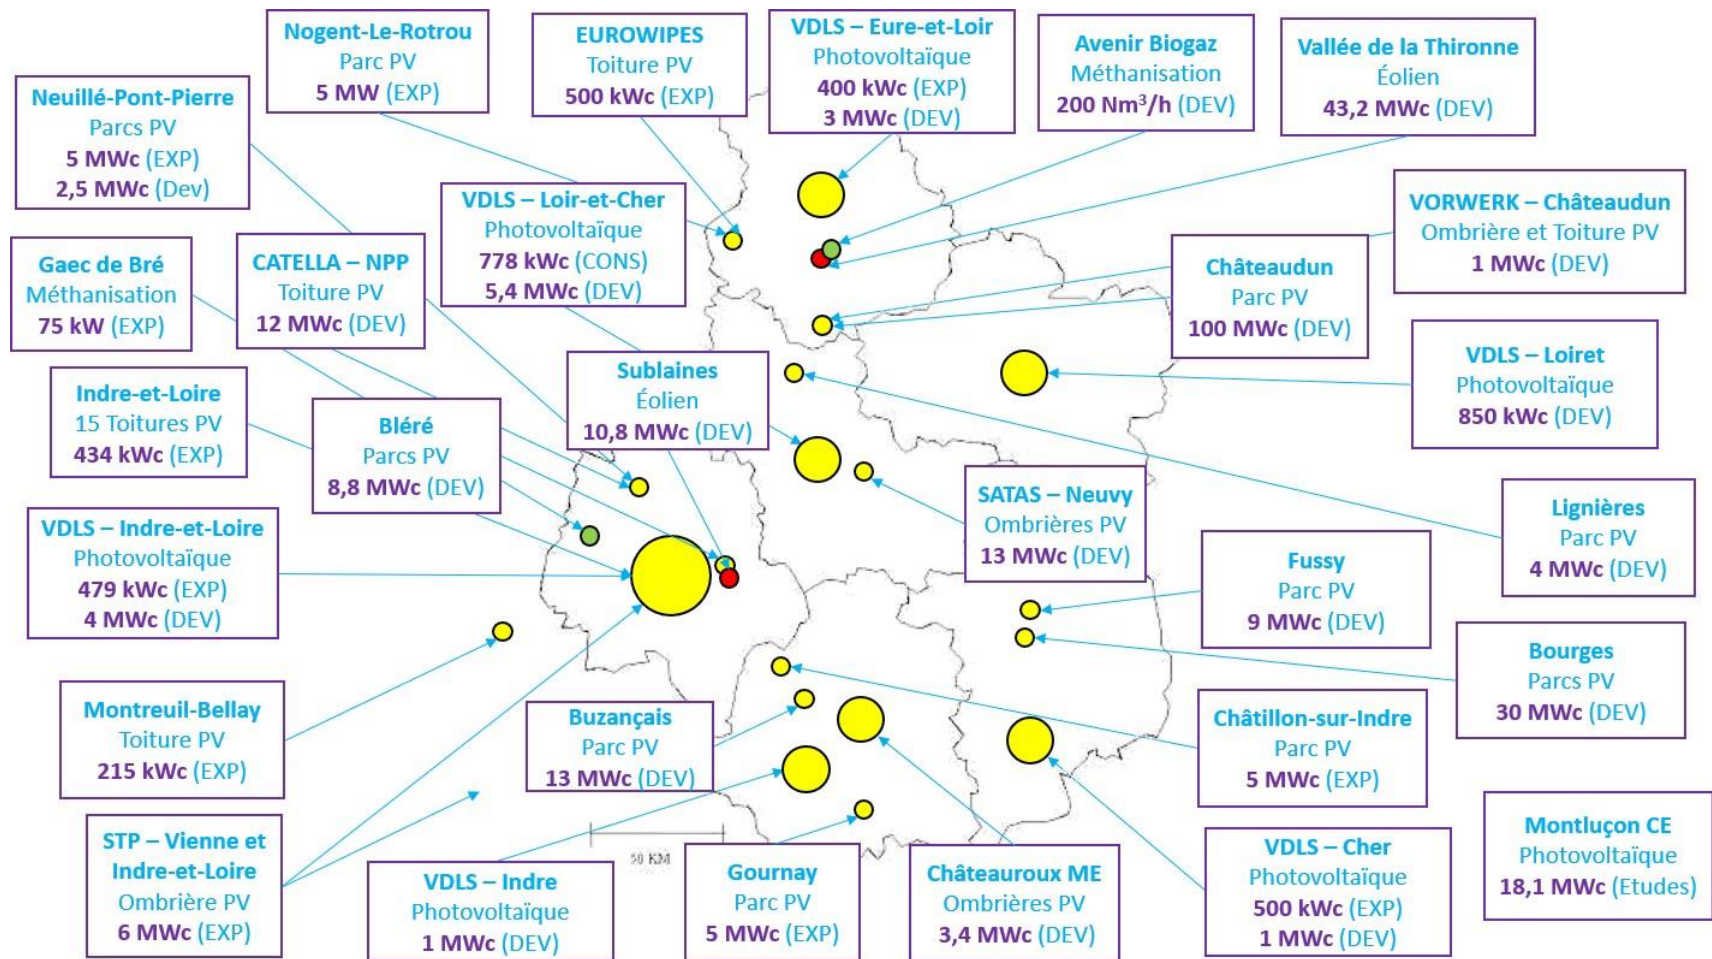 Nogent-Le-Rotrou
Parc PV
5 MW (EXP)
EUROWIPES
Toiture PV
500 kWc (EXP)
VDLS – Eure-et-Loir
Photovoltaïque
400 kWc (EXP)
3 MWc (DEV)
Avenir Biogaz
Méthanisation
200 Nm³/h (DEV)
Vallée de la Thironne
Éolien
43,2 MWc (DEV)
Neuillé-Pont-Pierre
Parcs PV
5 MWc (EXP)
2,5 MWc (Dev)
VDLS – Loir-et-Cher
Photovoltaïque
778 kWc (CONS)
5,4 MWc (DEV)
VORWERK – Châteaudun
Ombrière et Toiture PV
1 MWc (DEV)
Gaec de Bré
Méthanisation
75 kW (EXP)
CATELLA – NPP
Toiture PV
12 MWc (DEV)
Châteaudun
Parc PV
100 MWc (DEV)
Indre-et-Loire
15 Toitures PV
434 kWc (EXP)
Bléré
Parcs PV
8,8 MWc (DEV)
Sublaines
Éolien
10,8 MWc (DEV)
VDLS – Loiret
Photovoltaïque
850 kWc (DEV)
VDLS – Indre-et-Loire
Photovoltaïque
479 kWc (EXP)
4 MWc (DEV)
SATAS – Neuvy
Ombrières PV
13 MWc (DEV)
Lignières
Parc PV
4 MWc (DEV)
Fussy
Parc PV
9 MWc (DEV)
Bourges
Parcs PV
30 MWc (DEV)
Montreuil-Bellay
Toiture PV
215 kWc (EXP)
Buzançais
Parc PV
13 MWc (DEV)
Châtillon-sur-Indre
Parc PV
5 MWc (EXP)
STP – Vienne et
Indre-et-Loire
Ombrière PV
6 MWc (EXP)
50 KM
VDLS – Indre
Photovoltaïque
1 MWc (DEV)
Gournay
Parc PV
5 MWc (EXP)
Châteauroux ME
Ombrières PV
3,4 MWc (DEV)
VDLS – Cher
Photovoltaïque
500 kWc (EXP)
1 MWc (DEV)
Montluçon CE
Photovoltaïque
18,1 MWc (Etudes)